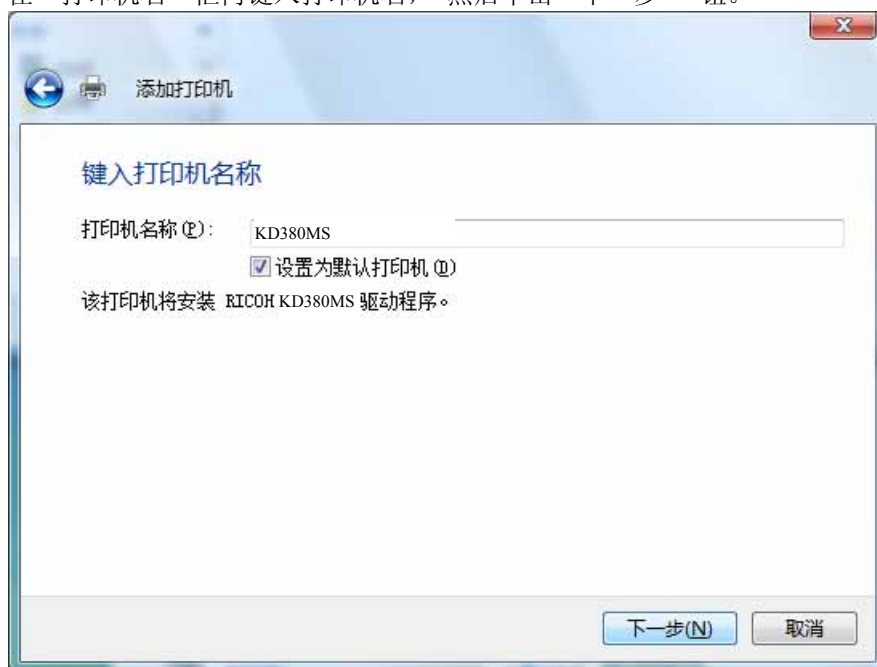 添加打印机
键入打印机名称
打印机名称(P): KD380MS
设置为默认打印机(D)
该打印机将安装 RICOH KD380MS 驱动程序。
下一步(N) 取消